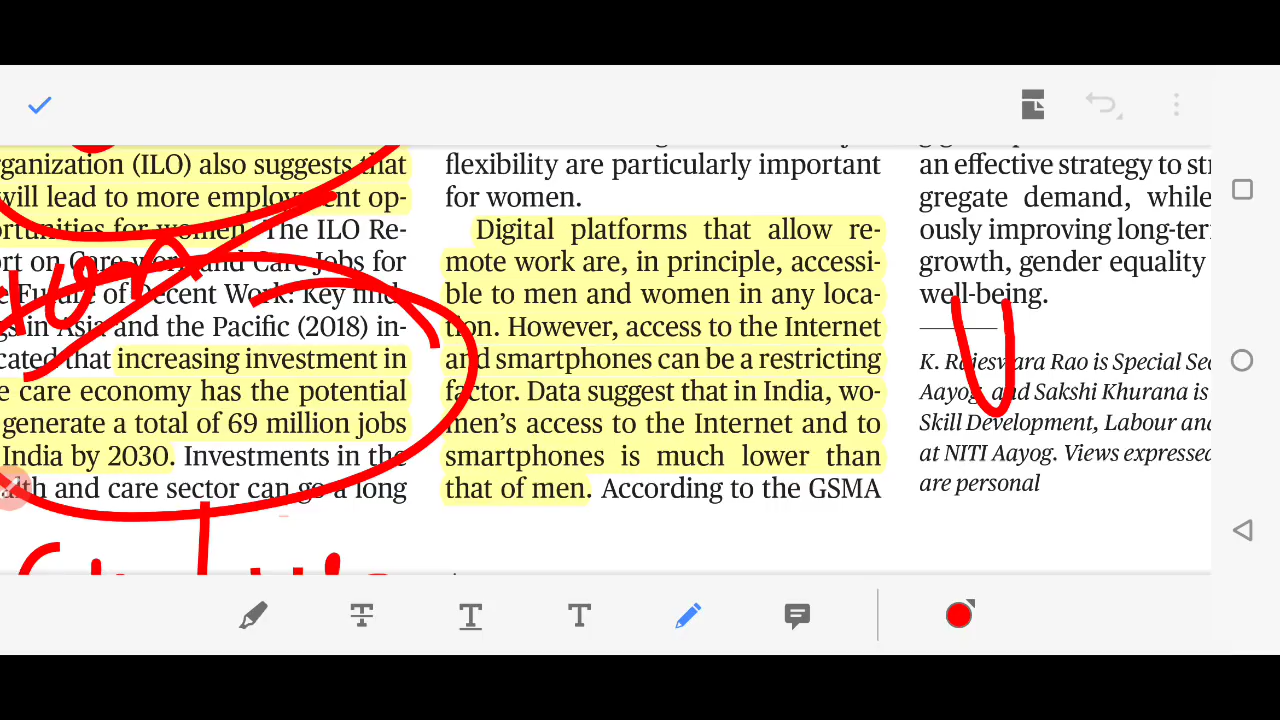 ganization (ILO) also suggests that
will lead to more employment op-
ortunities for women. The ILO Re-
ort on Care work and Care Jobs for
e Future of Decent Work: Key find-
gs in Asia and the Pacific (2018) in-
cated that increasing investment in
e care economy has the potential
generate a total of 69 million jobs
India by 2030. Investments in the
alth and care sector can go a long
flexibility are particularly important
for women.
Digital platforms that allow re-
mote work are, in principle, accessi-
ble to men and women in any loca-
tion. However, access to the Internet
and smartphones can be a restricting
factor. Data suggest that in India, wo-
men's access to the Internet and to
smartphones is much lower than
that of men. According to the GSMA
an effective strategy to str
gregate demand, while
ously improving long-ter
growth, gender equality
well-being.
K. Rajeswara Rao is Special Sec
Aayog, and Sakshi Khurana is
Skill Development, Labour and
at NITI Aayog. Views expressed
are personal